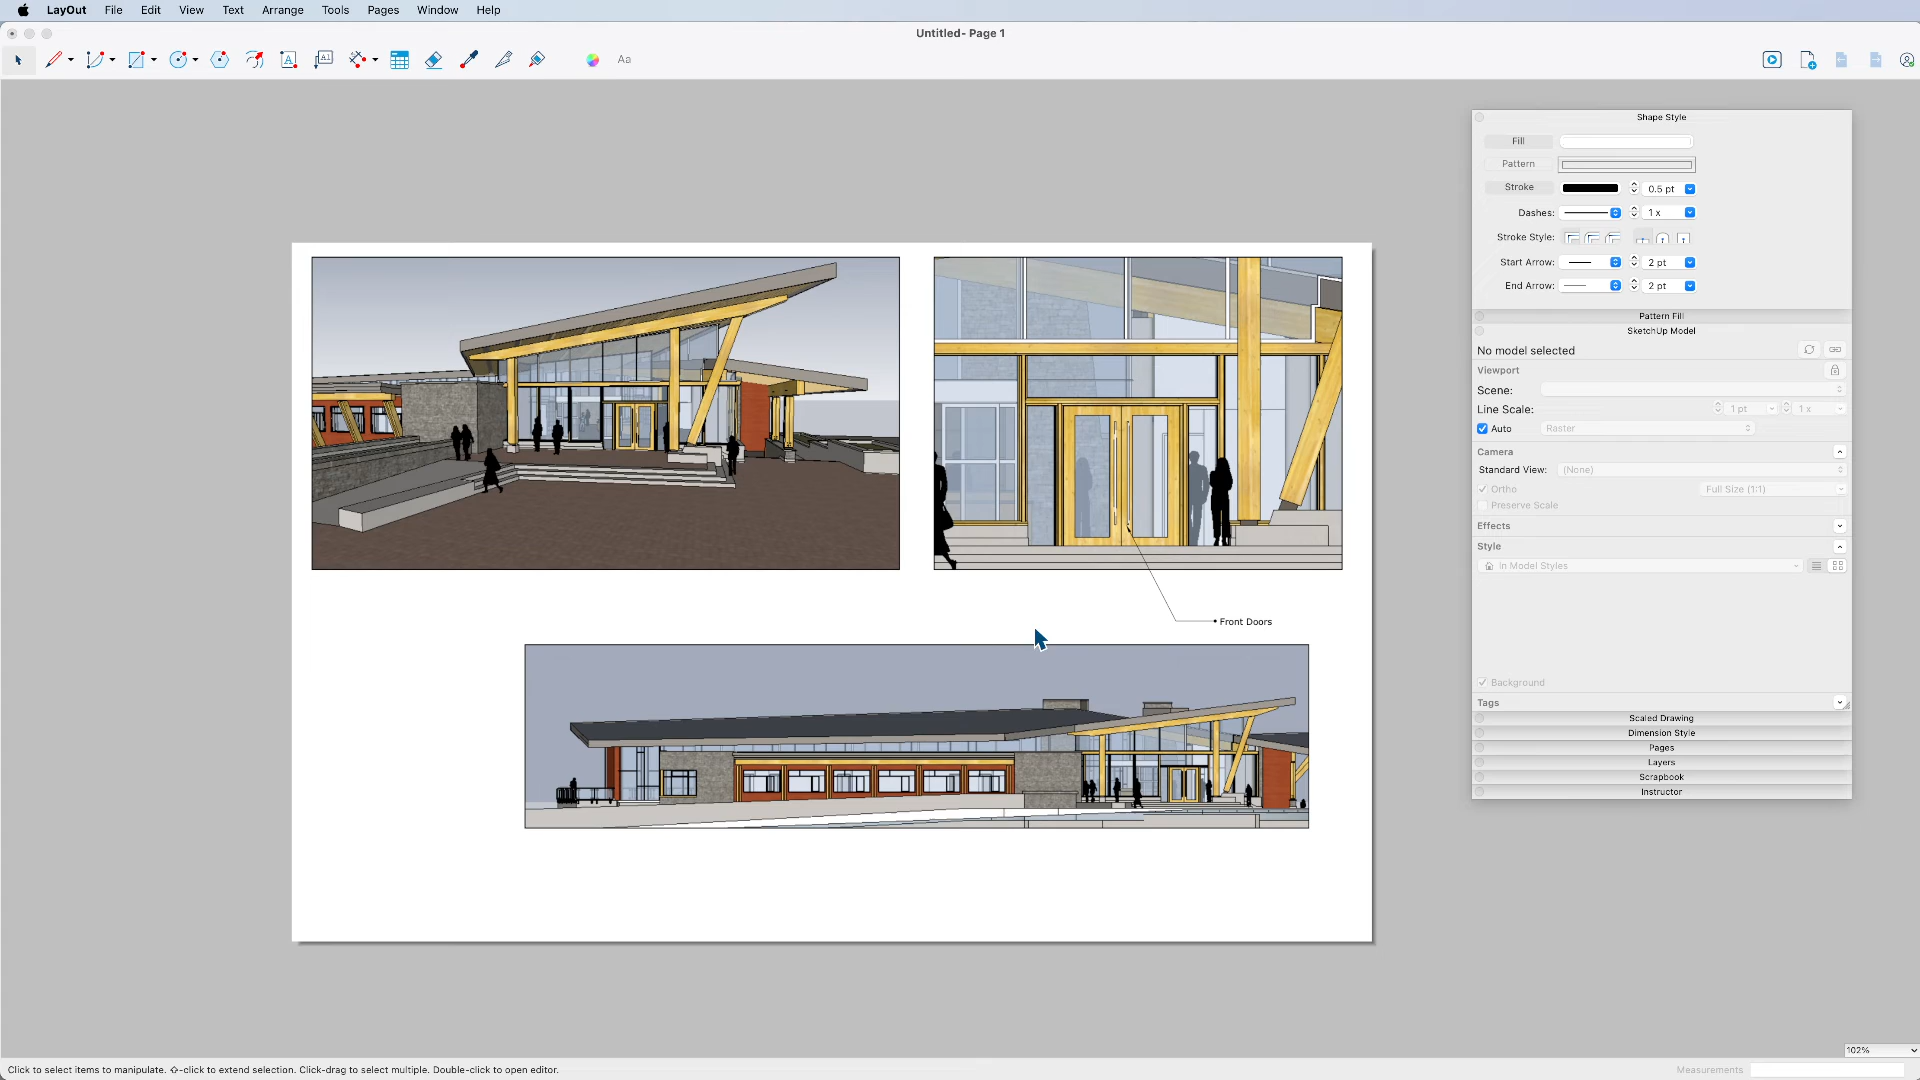 LayOut File Edit View Text Arrange Tools Pages Window Help
Untitled- Page 1
A
A1
Aa
Shape Style
Fill
Pattern
Stroke 0.5 pt
Dashes: 1 x
Stroke Style:
Start Arrow: 2 pt
End Arrow: 2 pt
Pattern Fill
SketchUp Model
No model selected
Viewport
Scene:
Line Scale: 1 pt 1 x
Auto Raster
Camera
Standard View: (None)
Ortho Full Size (1:1)
Preserve Scale
Effects
Style
In Model Styles
Background
Tags
Scaled Drawing
Dimension Style
Pages
Layers
Scrapbook
Instructor
Front Doors
102%
Click to select items to manipulate. ⇧-click to extend selection. Click-drag to select multiple. Double-click to open editor.
Measurements